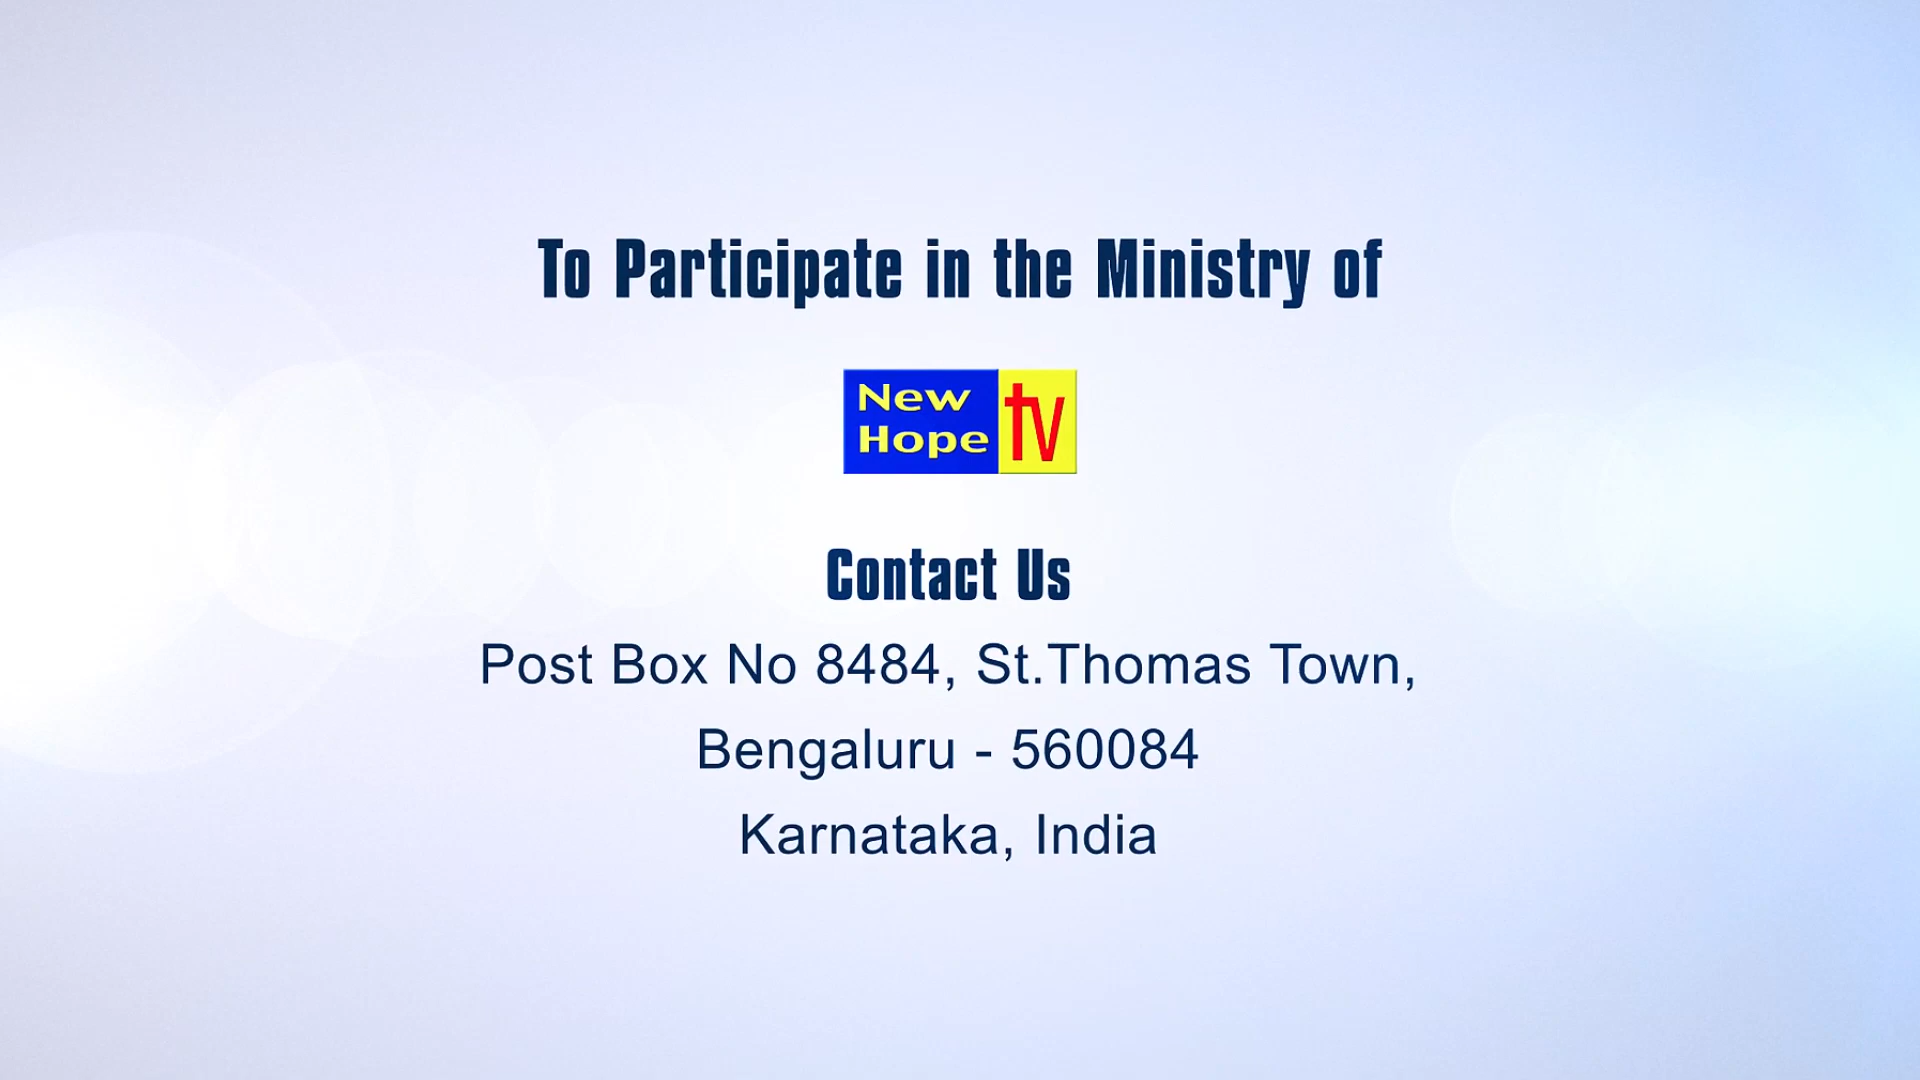 To Participate in the Ministry of
New
Hope
tv
Contact Us
Post Box No 8484, St.Thomas Town,
Bengaluru - 560084
Karnataka, India